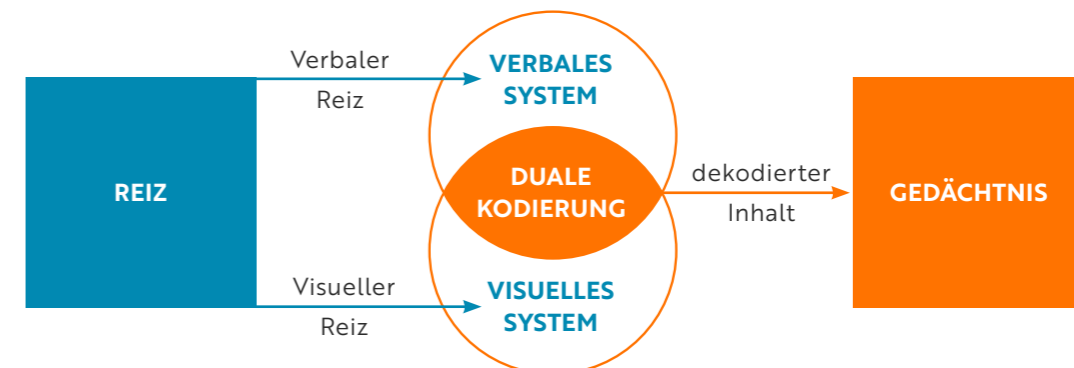 REIZ
Verbaler
Reiz
Visueller
Reiz
VERBALES
SYSTEM
DUALE
KODIERUNG
VISUELLES
SYSTEM
dekodierter
Inhalt
GEDÄCHTNIS